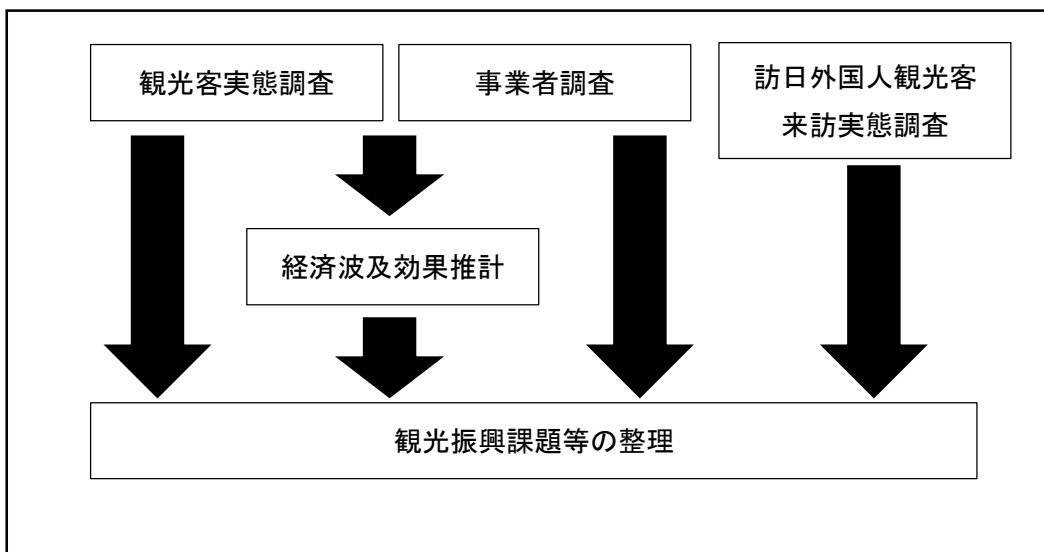 観光客実態調査
事業者調査
訪日外国人観光客
来訪実態調査
経済波及効果推計
観光振興課題等の整理